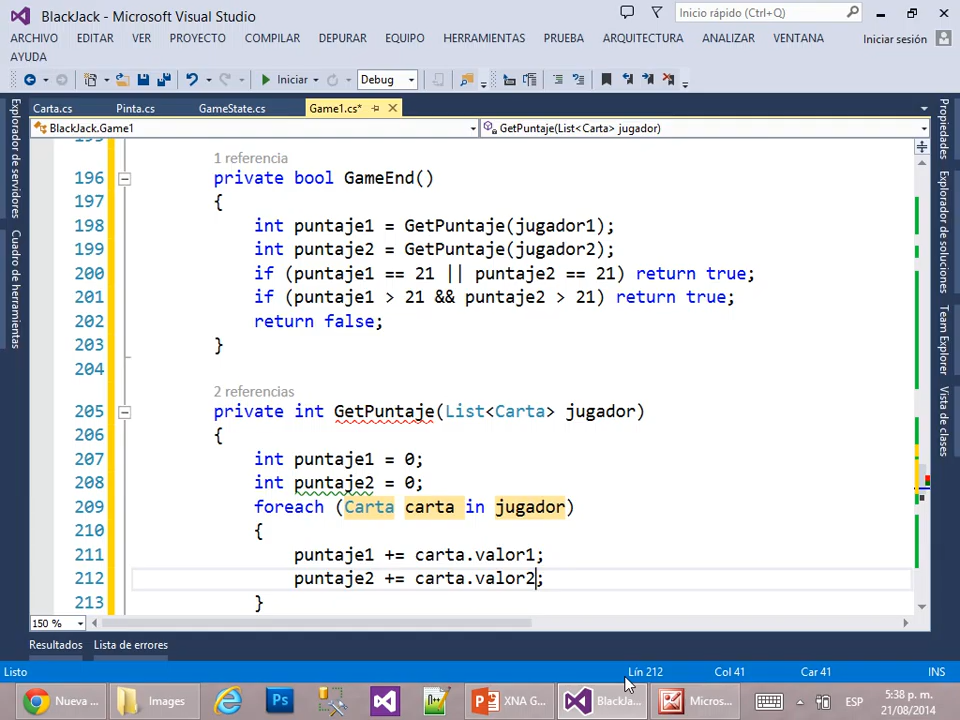 BlackJack - Microsoft Visual Studio
Inicio rápido (Ctrl+Q)
ARCHIVO EDITAR VER PROYECTO COMPILAR DEPURAR EQUIPO HERRAMIENTAS PRUEBA ARQUITECTURA ANALIZAR VENTANA
Iniciar sesión
AYUDA
Iniciar Debug
Carta.cs Pinta.cs GameState.cs Game1.cs*
BlackJack.Game1 GetPuntaje(List<Carta> jugador)
Explorador de servidores
Cuadro de herramientas
Propiedades
Explorador de soluciones
Team Explorer
Vista de clases
195
1 referencia
196 private bool GameEnd()
197 {
198 int puntaje1 = GetPuntaje(jugador1);
199 int puntaje2 = GetPuntaje(jugador2);
200 if (puntaje1 == 21 || puntaje2 == 21) return true;
201 if (puntaje1 > 21 && puntaje2 > 21) return true;
202 return false;
203 }
204
2 referencias
205 private int GetPuntaje(List<Carta> jugador)
206 {
207 int puntaje1 = 0;
208 int puntaje2 = 0;
209 foreach (Carta carta in jugador)
210 {
211 puntaje1 += carta.valor1;
212 puntaje2 += carta.valor2;
213 }
150 %
Resultados Lista de errores
Listo Lín 212 Col 41 Car 41 INS
Nueva ... Images Ps XNA G... BlackJa... Micros... ESP
5:38 p. m.
21/08/2014